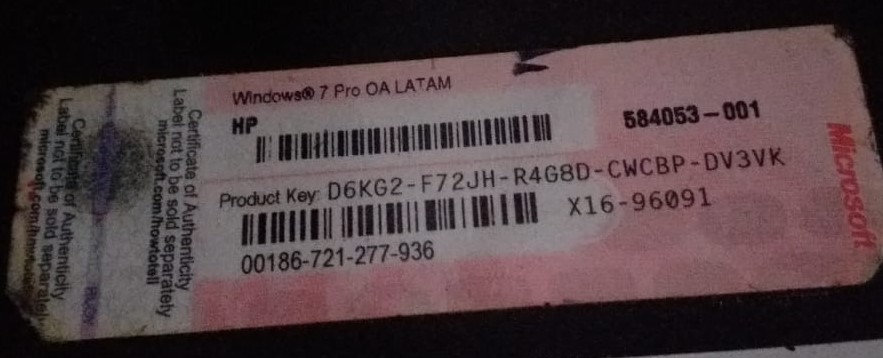 Windows® 7 Pro OA LATAM
HP
584053-001
Product Key: D6KG2-F72JH-R4G8D-CWCBP-DV3VK
X16-96091
00186-721-277-936
Microsoft
Certificate of Authenticity
Label not to be sold separately
microsoft.com/howtotell
Certificate of Authenticity
Label not to be sold separately